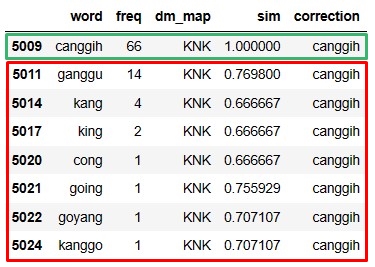 word freq dm_map sim correction
5009 canggih 66 KNK 1.000000 canggih
5011 ganggu 14 KNK 0.769800 canggih
5014 kang 4 KNK 0.666667 canggih
5017 king 2 KNK 0.666667 canggih
5020 cong 1 KNK 0.666667 canggih
5021 going 1 KNK 0.755929 canggih
5022 goyang 1 KNK 0.707107 canggih
5024 kanggo 1 KNK 0.707107 canggih